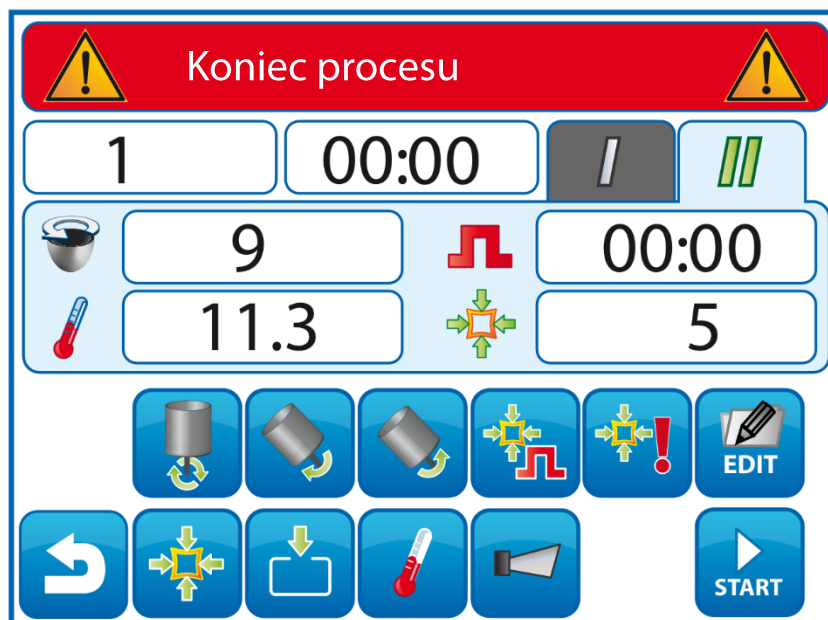 Koniec procesu
1 00:00 I II
9 00:00
11.3 5
EDIT
START